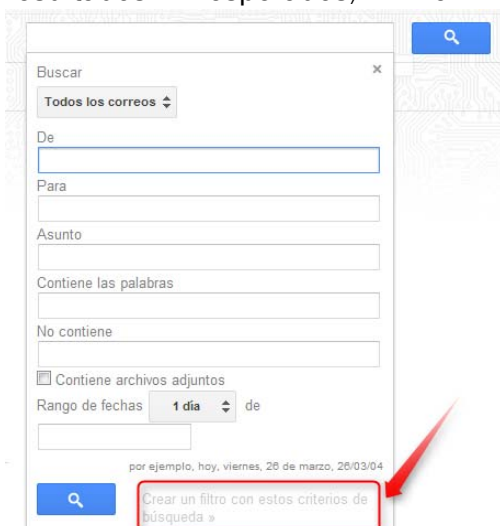 Buscar
×
Todos los correos
De
Para
Asunto
Contiene las palabras
No contiene
Contiene archivos adjuntos
Rango de fechas 1 día de
por ejemplo, hoy, viernes, 26 de marzo, 26/03/04
Crear un filtro con estos criterios de
búsqueda »